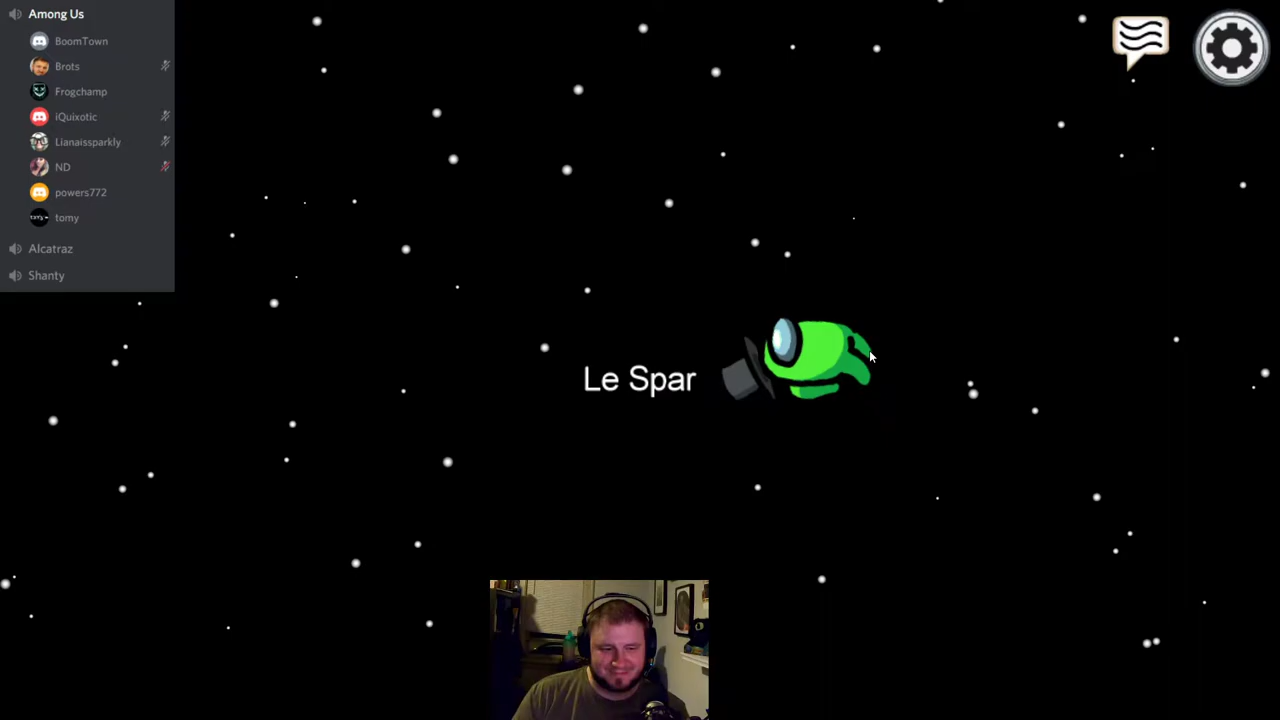 Among Us
BoomTown
Brots
Frogchamp
iQuixotic
Lianaissparkly
ND
powers772
tomy
Alcatraz
Shanty
Le Spar